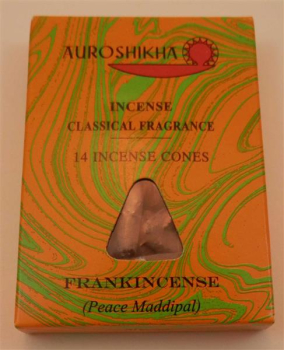 AUROSHIKHA
INCENSE
CLASSICAL FRAGRANCE
14 INCENSE CONES
FRANKINCENSE
(Peace Maddipal)